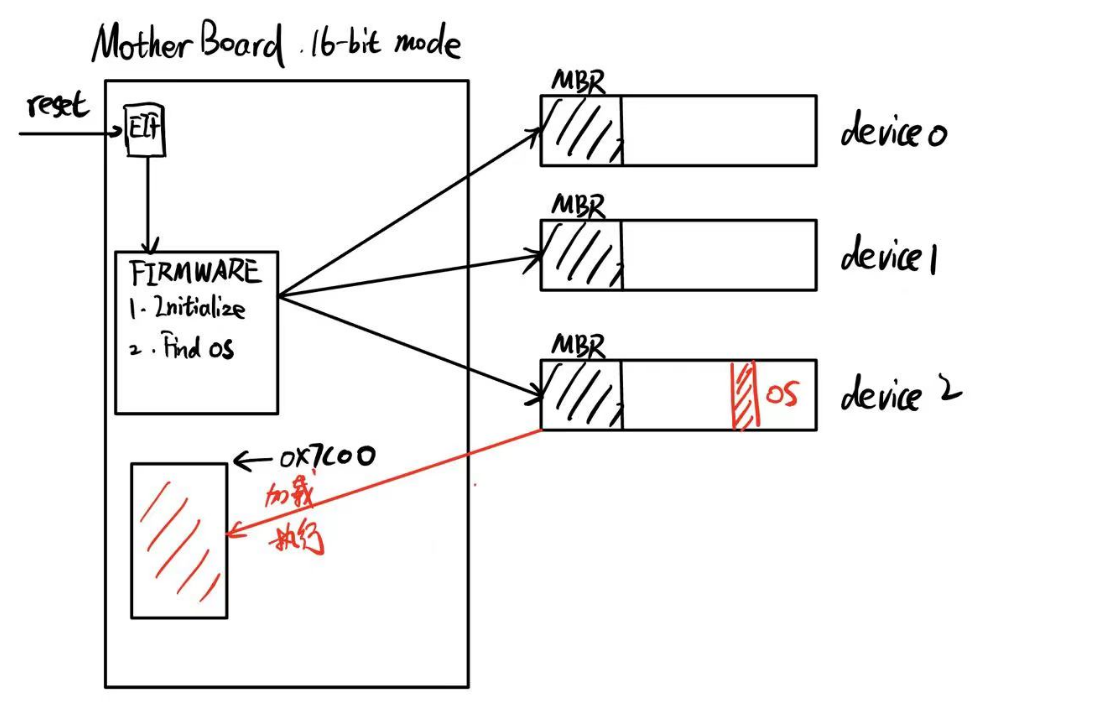 Mother Board . 16-bit mode
reset
MBR
device 0
MBR
device 1
FIRMWARE
1. Initialize
2. Find OS
MBR
OS
device 2
0x7C00
加载
执行